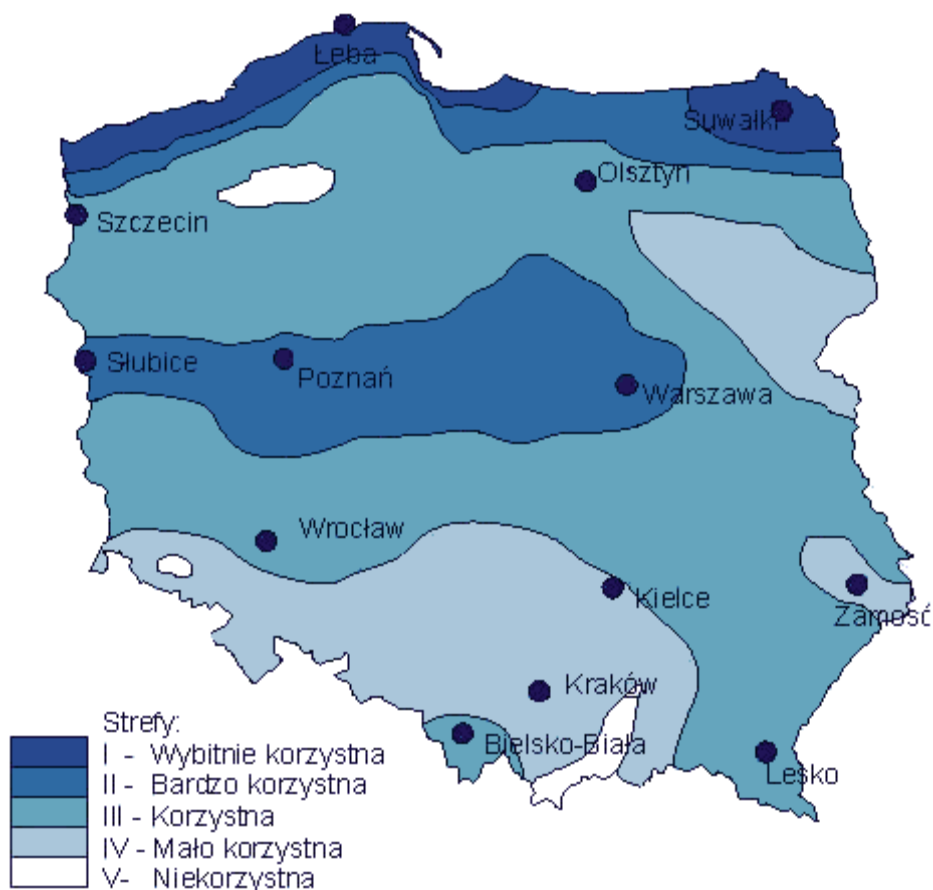 Łeba
Suwałki
Olsztyn
Szczecin
Słubice
Poznań
Warszawa
Wrocław
Kielce
Zamość
Kraków
Bielsko-Biała
Lesko
Strefy:
I - Wybitnie korzystna
II - Bardzo korzystna
III - Korzystna
IV - Mało korzystna
V- Niekorzystna